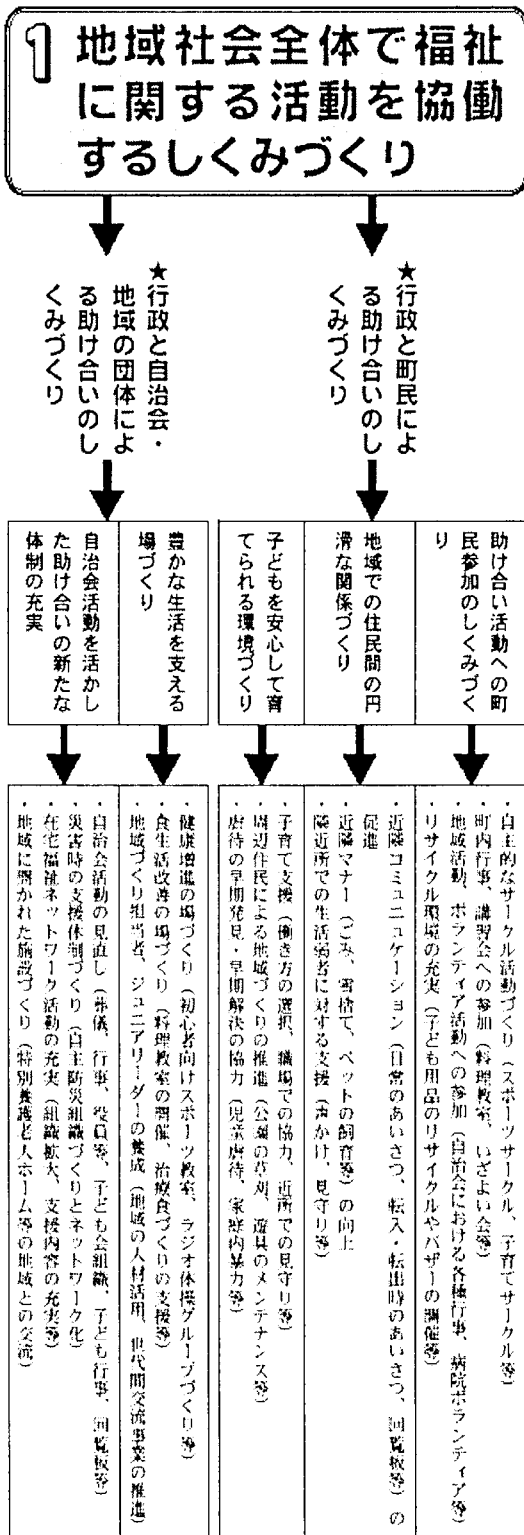 1
地域社会全体で福祉
に関する活動を協働
するしくみづくり
★行政と町民によ
る助け合いのし
くみづくり
助け合い活動への町
民参加のしくみづく
り
・自主的なサークル活動づくり（スポーツサークル、子育てサークル等）
・町内行事、講習会への参加（料理教室、いざよい会等）
・地域活動、ボランティア活動への参加（自治会における各種行事、病院ボランティア等）
・リサイクル環境の充実（子ども用品のリサイクルやバザーの開催等）
地域での住民間の円
滑な関係づくり
・近隣コミュニケーション（日常のあいさつ、転入・転出時のあいさつ、回覧板等）の
促進
・近隣マナー（ごみ、雪捨て、ペットの飼育等）の向上
・隣近所での生活弱者に対する支援（声かけ、見守り等）
子どもを安心して育
てられる環境づくり
・子育て支援（働き方の選択、職場での協力、近所での見守り等）
・周辺住民による地域づくりの推進（公園の草刈、遊具のメンテナンス等）
・虐待の早期発見・早期解決の協力（児童虐待、家庭内暴力等）
★行政と自治会・
地域の団体によ
る助け合いのし
くみづくり
豊かな生活を支える
場づくり
・健康増進の場づくり（初心者向けスポーツ教室、ラジオ体操グループづくり等）
・食生活改善の場づくり（料理教室の開催、治療食づくりの支援等）
・地域づくり担当者、ジュニアリーダーの養成（地域の人材活用、世代間交流事業の推進）
自治会活動を活かし
た助け合いの新たな
体制の充実
・自治会活動の見直し（葬儀、行事、役員等、子ども会組織、子ども行事、回覧板等）
・災害時の支援体制づくり（自主防災組織づくりとネットワーク化）
・在宅福祉ネットワーク活動の充実（組織拡大、支援内容の充実等）
・地域に開かれた施設づくり（特別養護老人ホーム等の地域との交流）